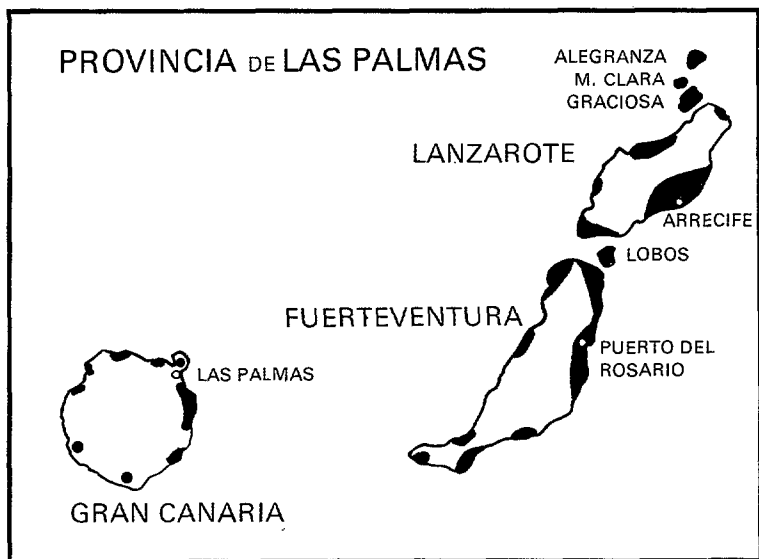 PROVINCIA DE LAS PALMAS
ALEGRANZA
M. CLARA
GRACIOSA
LANZAROTE
ARRECIFE
LOBOS
FUERTEVENTURA
PUERTO DEL
ROSARIO
LAS PALMAS
GRAN CANARIA